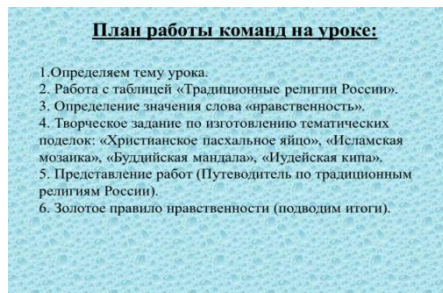 План работы команд на уроке:
1.Определяем тему урока.
2. Работа с таблицей «Традиционные религии России».
3. Определение значения слова «нравственность».
4. Творческое задание по изготовлению тематических
поделок: «Христианское пасхальное яйцо», «Исламская
мозаика», «Буддийская мандала», «Иудейская кипа».
5. Представление работ (Путеводитель по традиционным
религиям России).
6. Золотое правило нравственности (подводим итоги).